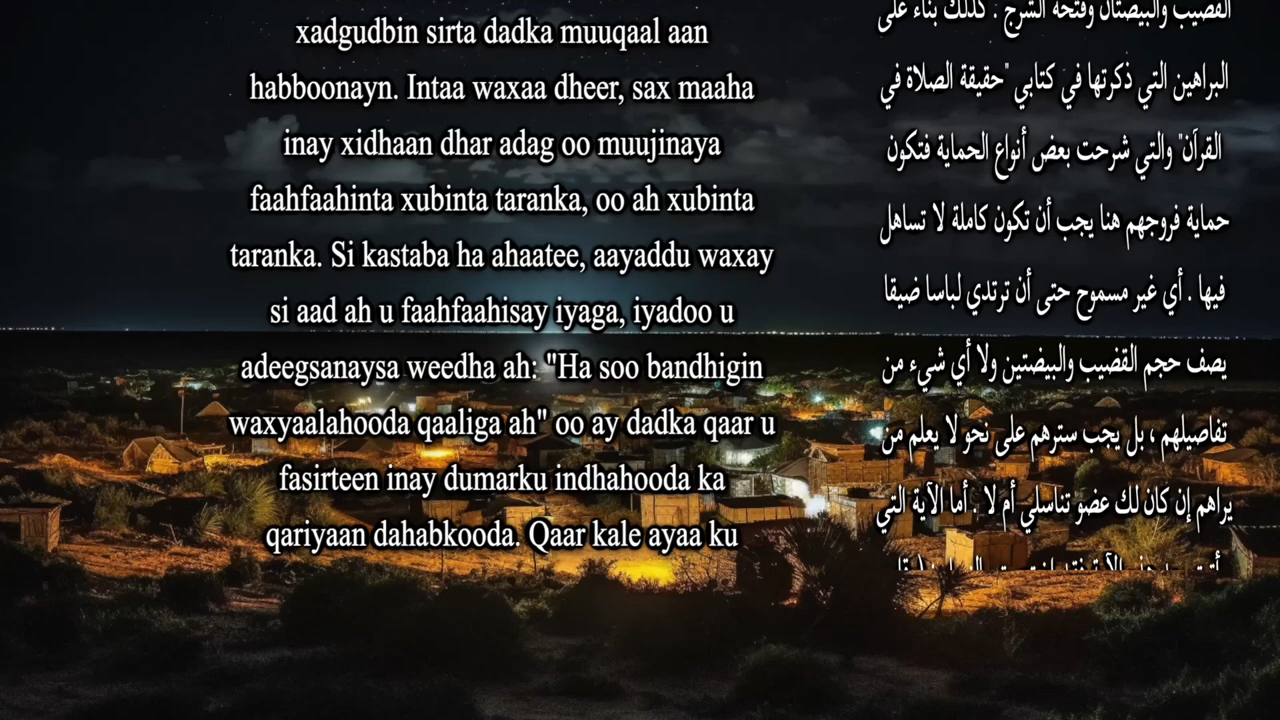 xadgudbin sirta dadka muuqaal aan
habboonayn. Intaa waxaa dheer, sax maaha
inay xidhaan dhar adag oo muujinaya
faahfaahinta xubinta taranka, oo ah xubinta
taranka. Si kastaba ha ahaatee, aayaddu waxay
si aad ah u faahfaahisay iyaga, iyadoo u
adeegsanaysa weedha ah: "Ha soo bandhigin
waxyaalahooda qaaliga ah" oo ay dadka qaar u
fasirteen inay dumarku indhahooda ka
qariyaan dahabkooda. Qaar kale ayaa ku
القضيب والبيضتان وفتحة الشرج . كذلك بناء على
البراهين التي ذكرتها في كتابي "حقيقة الصلاة في
القرآن" والتي شرحت بعض أنواع الحماية فتكون
حماية فروجهم هنا يجب أن تكون كاملة لا تساهل
فيها . أي غير مسموح حتى أن ترتدي لباسا ضيقا
يصف حجم القضيب والبيضتين ولا أي شيء من
تفاصيلهم ، بل يجب سترهم على نحو لا يعلم من
يراهم إن كان لك عضو تناسلي أم لا . أما الآية التي